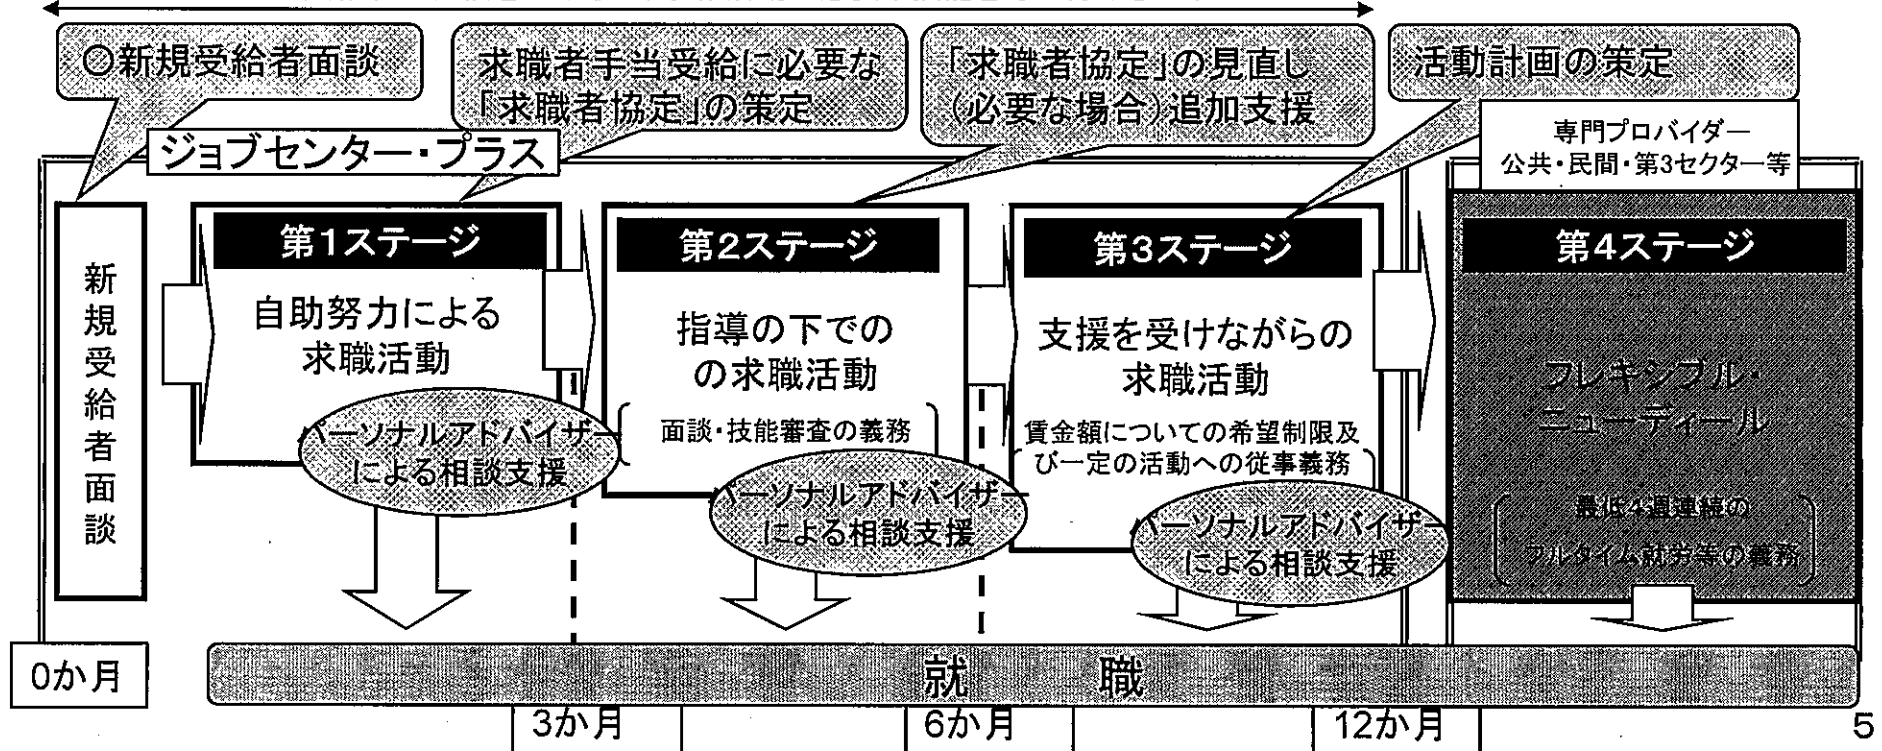 〇新規受給者面談
求職者手当受給に必要な
「求職者協定」の策定
「求職者協定」の見直し
(必要な場合)追加支援
活動計画の策定
ジョブセンター・プラス
専門プロバイダー
公共・民間・第3セクター等
新規受給者面談
第1ステージ
自助努力による
求職活動
パーソナルアドバイザー
による相談支援
第2ステージ
指導の下での
の求職活動
面談・技能審査の義務
パーソナルアドバイザー
による相談支援
第3ステージ
支援を受けながらの
求職活動
賃金額についての希望制限及
び一定の活動への従事義務
パーソナルアドバイザー
による相談支援
第4ステージ
フレキシブル・
ニューディール
最低4週連続の
フルタイム就労等の義務
就 職
0か月
3か月
6か月
12か月
5